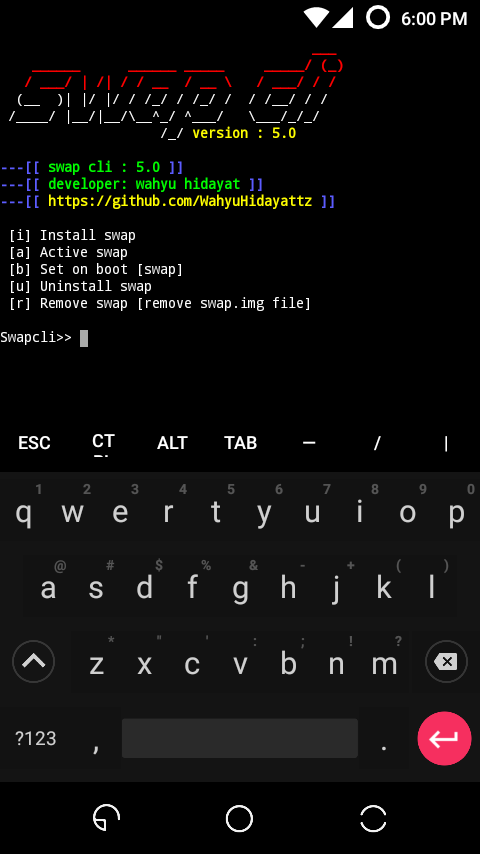 6:00 PM
swap cli
version : 5.0
---[[ swap cli : 5.0 ]]
---[[ developer: wahyu hidayat ]]
---[[ https://github.com/WahyuHidayattz ]]
[i] Install swap
[a] Active swap
[b] Set on boot [swap]
[u] Uninstall swap
[r] Remove swap [remove swap.img file]
Swapcli>>
ESC CT ALT TAB — / |
1 2 3 4 5 6 7 8 9 0
q w e r t y u i o p
@ # $ % & - + ( )
a s d f g h j k l
* " ' : ; ! ?
z x c v b n m
?123 , .